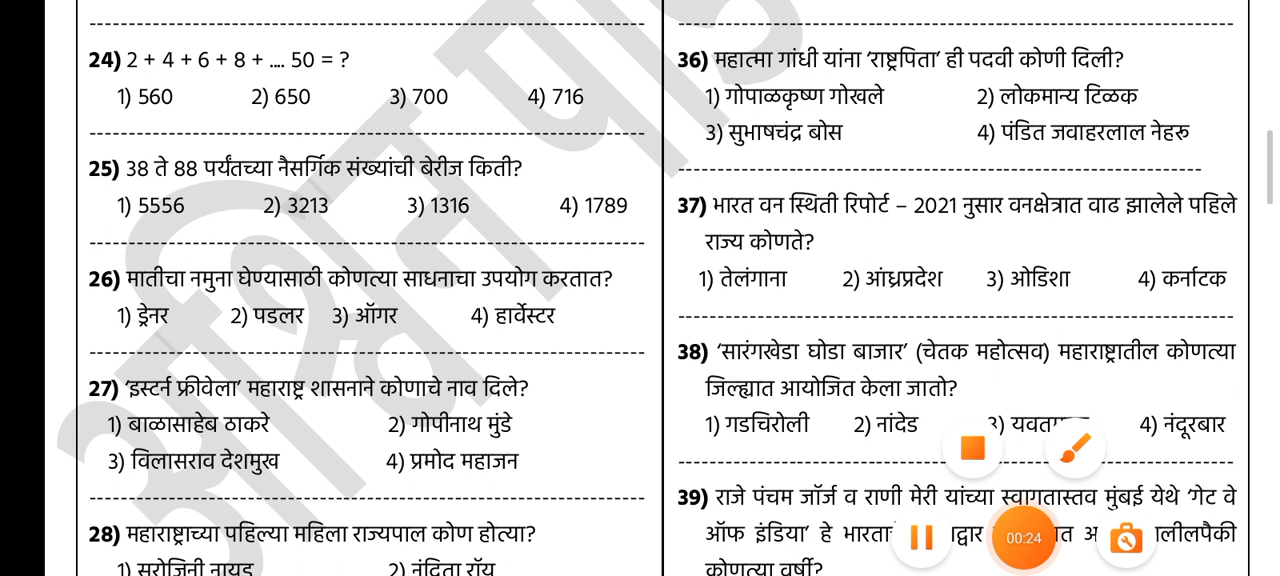 24) 2 + 4 + 6 + 8 + .... 50 = ?
1) 560 2) 650 3) 700 4) 716
25) 38 ते 88 पर्यंतच्या नैसर्गिक संख्यांची बेरीज किती?
1) 5556 2) 3213 3) 1316 4) 1789
26) मातीचा नमुना घेण्यासाठी कोणत्या साधनाचा उपयोग करतात?
1) ड्रेनर 2) पडलर 3) ऑगर 4) हार्वेस्टर
27) ‘इस्टर्न फ्रीवेला’ महाराष्ट्र शासनाने कोणाचे नाव दिले?
1) बाळासाहेब ठाकरे 2) गोपीनाथ मुंडे
3) विलासराव देशमुख 4) प्रमोद महाजन
28) महाराष्ट्राच्या पहिल्या महिला राज्यपाल कोण होत्या?
1) सरोजिनी नायडू 2) नंदिता रॉय
36) महात्मा गांधी यांना ‘राष्ट्रपिता’ ही पदवी कोणी दिली?
1) गोपाळकृष्ण गोखले 2) लोकमान्य टिळक
3) सुभाषचंद्र बोस 4) पंडित जवाहरलाल नेहरू
37) भारत वन स्थिती रिपोर्ट – 2021 नुसार वनक्षेत्रात वाढ झालेले पहिले
राज्य कोणते?
1) तेलंगाना 2) आंध्रप्रदेश 3) ओडिशा 4) कर्नाटक
38) ‘सारंगखेडा घोडा बाजार’ (चेतक महोत्सव) महाराष्ट्रातील कोणत्या
जिल्ह्यात आयोजित केला जातो?
1) गडचिरोली 2) नांदेड 4) नंदूरबार
39) राजे पंचम जॉर्ज व राणी मेरी यांच्या स्वागतास्तव मुंबई येथे ‘गेट वे
ऑफ इंडिया’ हे
कोणत्या वर्षी?
00:24